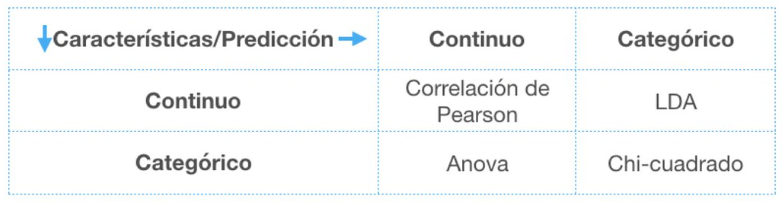 Características/Predicción
Continuo
Categórico
Continuo
Correlación de
Pearson
LDA
Categórico
Anova
Chi-cuadrado